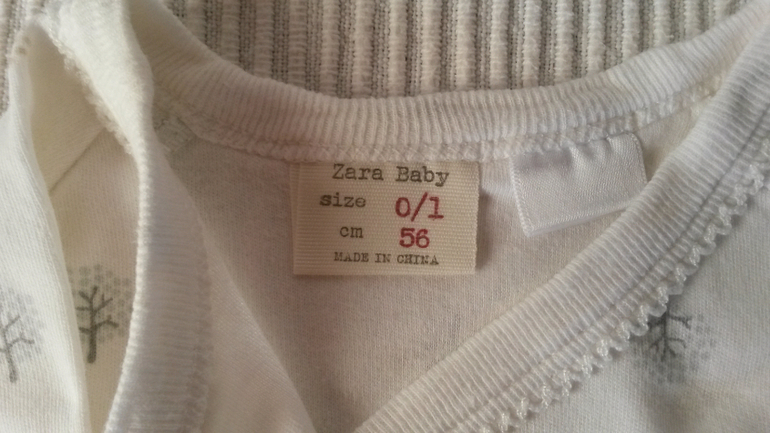 Zara Baby
size 0/1
cm 56
MADE IN CHINA